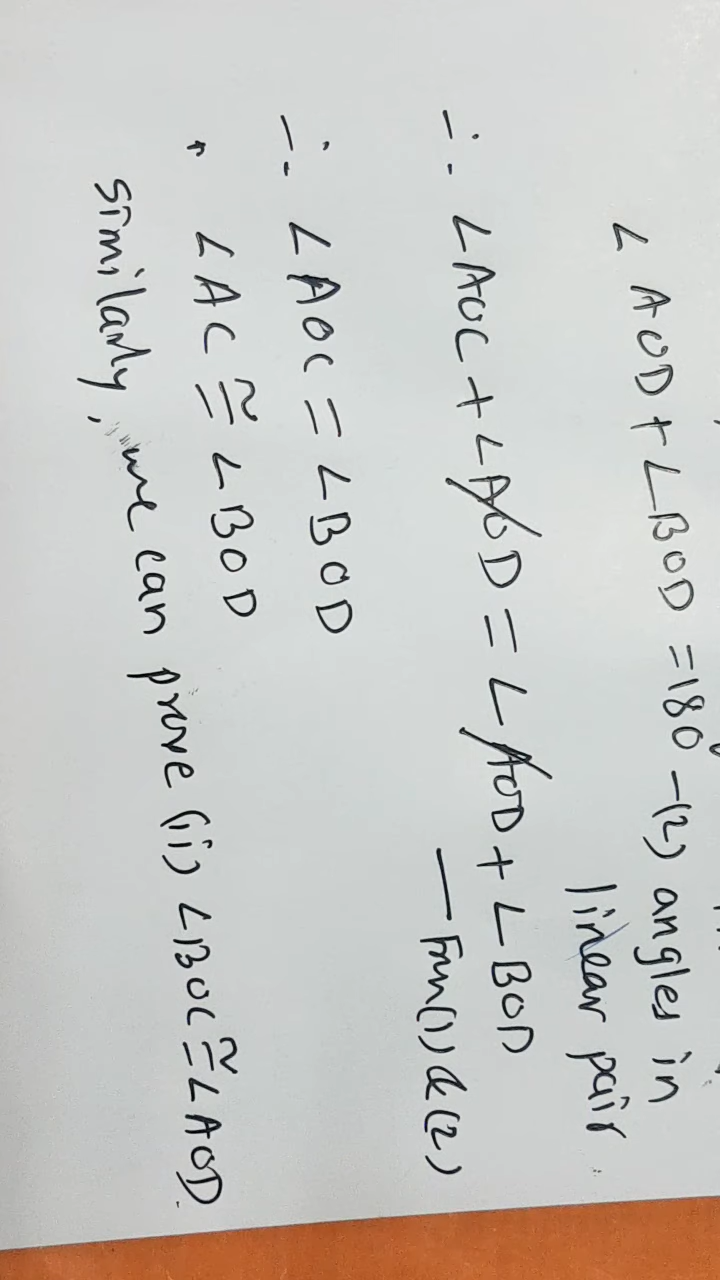 ∠ AOD + ∠BOD = 180° -(2) angles in
linear pair.
∴ ∠AOC + ∠AOD = ∠AOD + ∠BOD
— From (1) & (2)
∴ ∠AOC = ∠BOD
∠AC ≅ ∠BOD
similarly, we can prove (ii) ∠BOC ≅ ∠AOD.